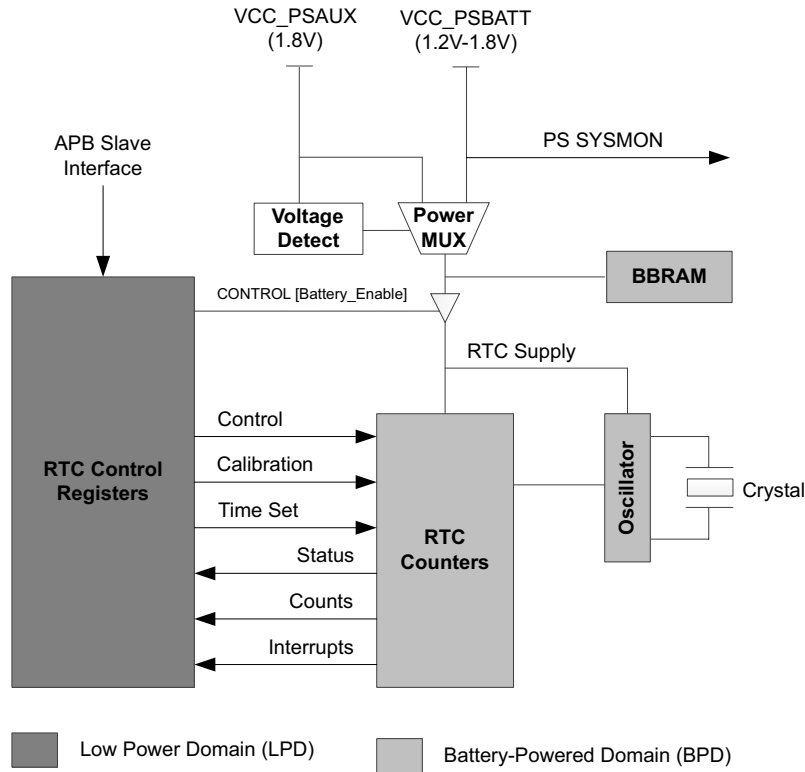 VCC_PSAUX
(1.8V)
VCC_PSBATT
(1.2V-1.8V)
APB Slave
Interface
PS SYSMON
Voltage
Detect
Power
MUX
BBRAM
CONTROL [Battery_Enable]
RTC Supply
Control
Calibration
Time Set
Status
Counts
Interrupts
RTC Control
Registers
RTC
Counters
Oscillator
Crystal
Low Power Domain (LPD)
Battery-Powered Domain (BPD)